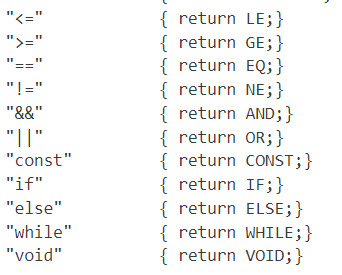 "<="            { return LE;}
">="            { return GE;}
"=="            { return EQ;}
"!="            { return NE;}
"&&"            { return AND;}
"||"            { return OR;}
"const"         { return CONST;}
"if"            { return IF;}
"else"          { return ELSE;}
"while"         { return WHILE;}
"void"          { return VOID;}